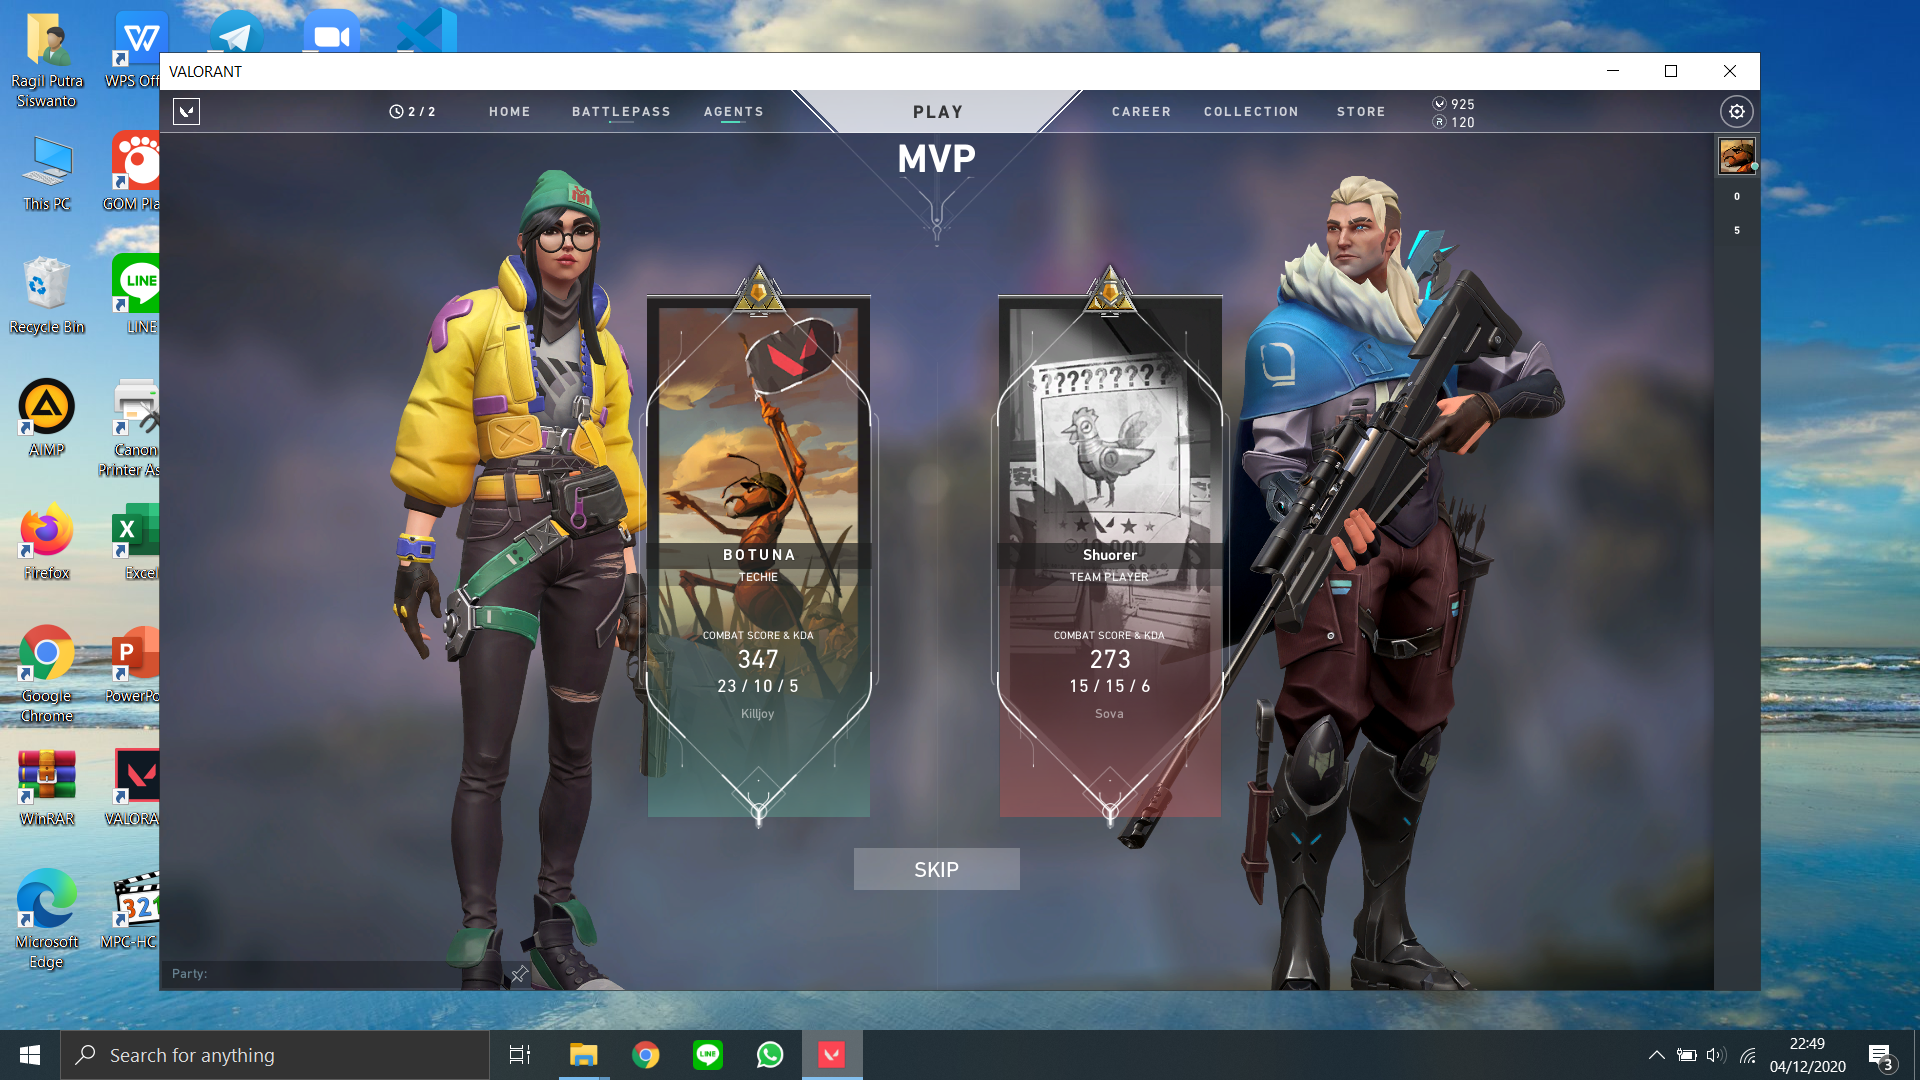 Ragil Putra
Siswanto
WPS Off
This PC
GOM Pla
Recycle Bin
LINE
LINE
AIMP
Canon
Printer As
Firefox
Excel
Google
Chrome
PowerPo
WinRAR
VALORA
321
Microsoft
Edge
MPC-HC
VALORANT
2 / 2
HOME
BATTLEPASS
AGENTS
PLAY
CAREER
COLLECTION
STORE
925
120
0
5
MVP
?????????
BOTUNA
TECHIE
COMBAT SCORE & KDA
347
23 / 10 / 5
Killjoy
Shuorer
TEAM PLAYER
COMBAT SCORE & KDA
273
15 / 15 / 6
Sova
SKIP
Party:
Search for anything
LINE
22:49
04/12/2020
3